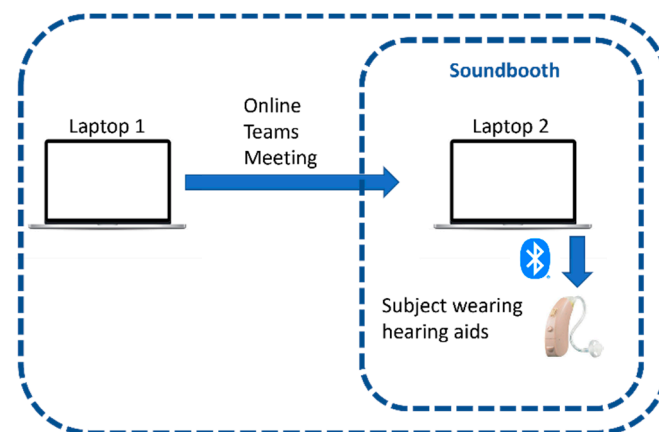 Soundbooth
Online
Teams
Meeting
Laptop 1
Laptop 2
Subject wearing
hearing aids